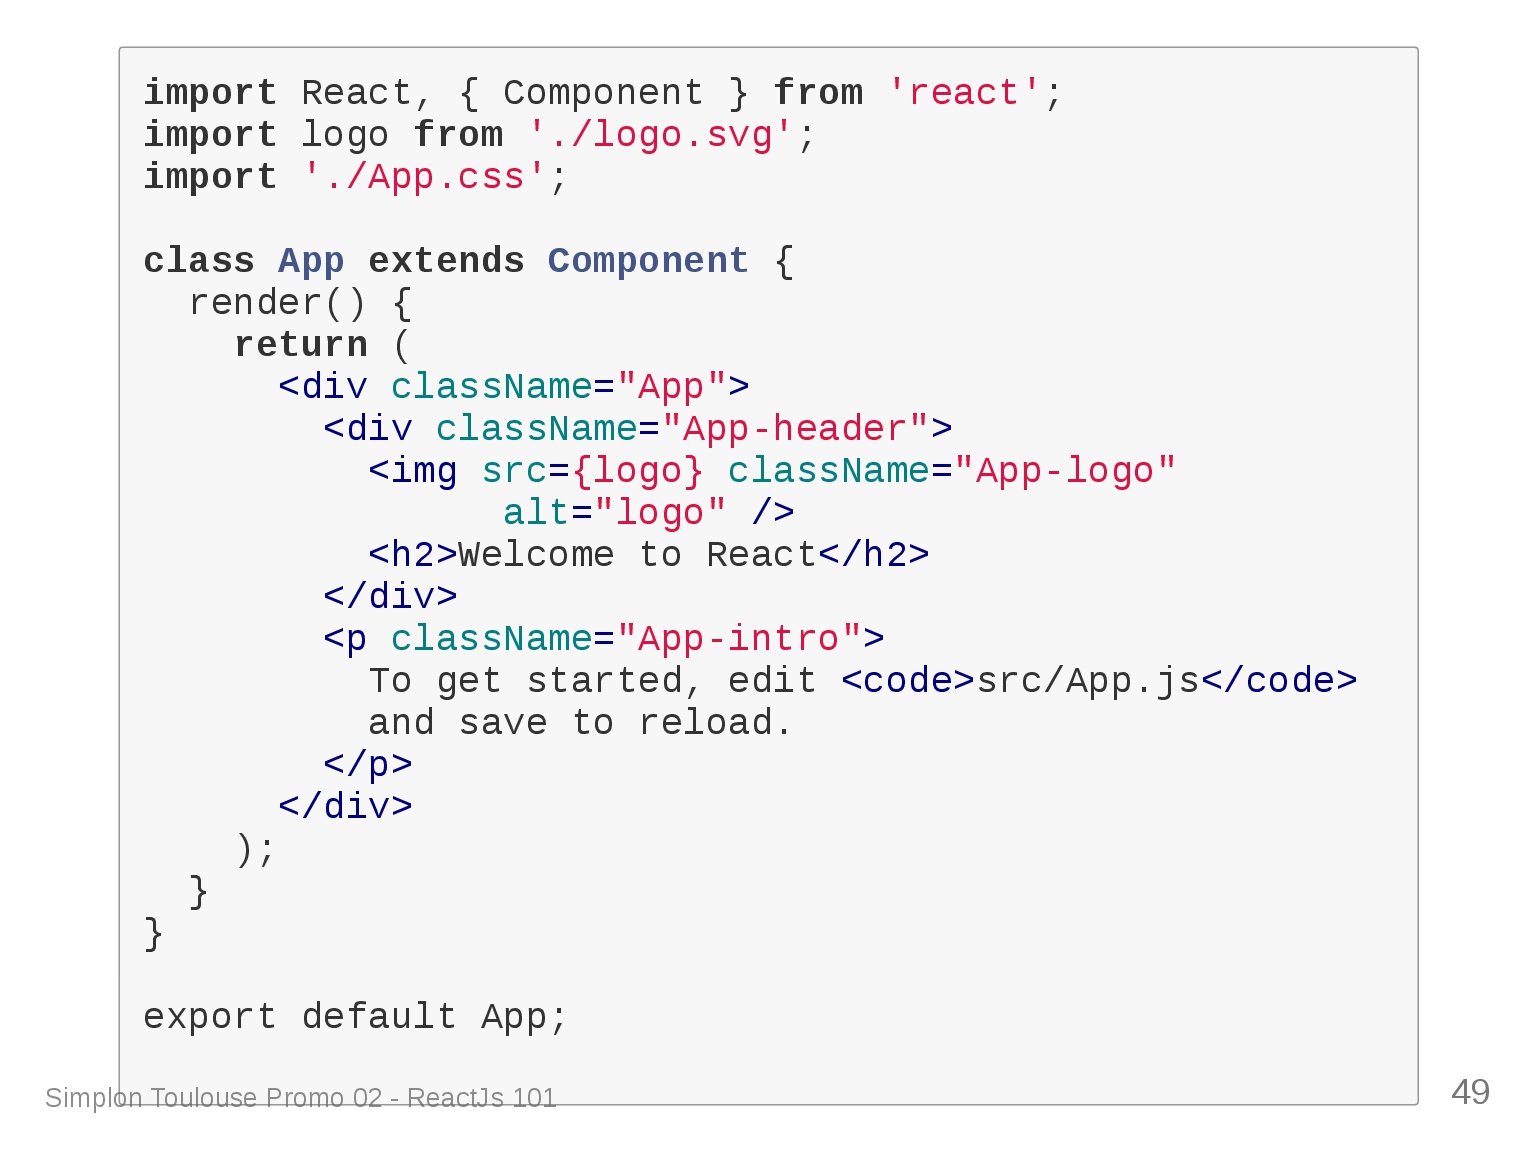 import React, { Component } from 'react';
import logo from './logo.svg';
import './App.css';

class App extends Component {
  render() {
    return (
      <div className="App">
        <div className="App-header">
          <img src={logo} className="App-logo"
                alt="logo" />
          <h2>Welcome to React</h2>
        </div>
        <p className="App-intro">
          To get started, edit <code>src/App.js</code>
          and save to reload.
        </p>
      </div>
    );
  }
}

export default App;
Simplon Toulouse Promo 02 - ReactJs 101
49